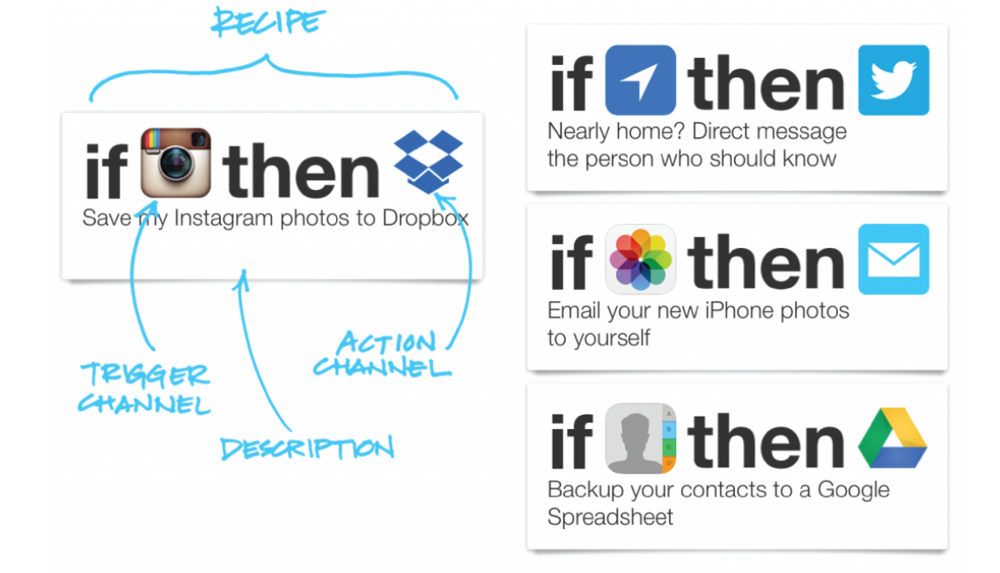 RECIPE
if then
Save my Instagram photos to Dropbox
TRIGGER
CHANNEL
ACTION
CHANNEL
DESCRIPTION
if then
Nearly home? Direct message
the person who should know
if then
Email your new iPhone photos
to yourself
if then
A
B
C
D
Backup your contacts to a Google
Spreadsheet